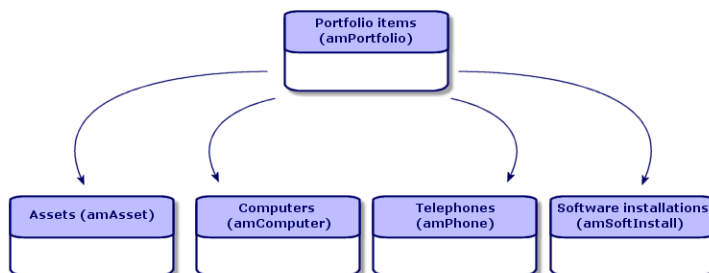 Portfolio items
(amPortfolio)
Assets (amAsset)
Computers
(amComputer)
Telephones
(amPhone)
Software installations
(amSoftInstall)